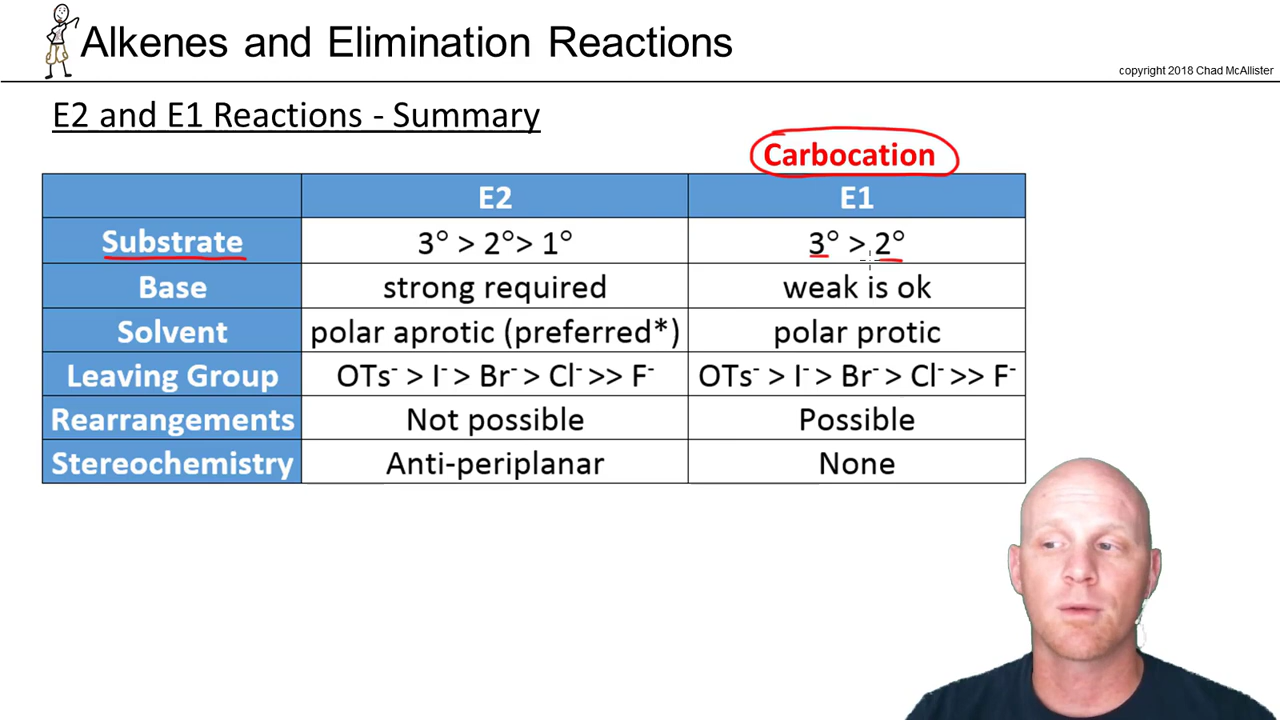 Alkenes and Elimination Reactions
copyright 2018 Chad McAllister
E2 and E1 Reactions - Summary
Carbocation
E2 E1
Substrate 3° > 2°> 1° 3° > 2°
Base strong required weak is ok
Solvent polar aprotic (preferred*) polar protic
Leaving Group OTs⁻ > I⁻ > Br⁻ > Cl⁻ >> F⁻ OTs⁻ > I⁻ > Br⁻ > Cl⁻ >> F⁻
Rearrangements Not possible Possible
Stereochemistry Anti-periplanar None